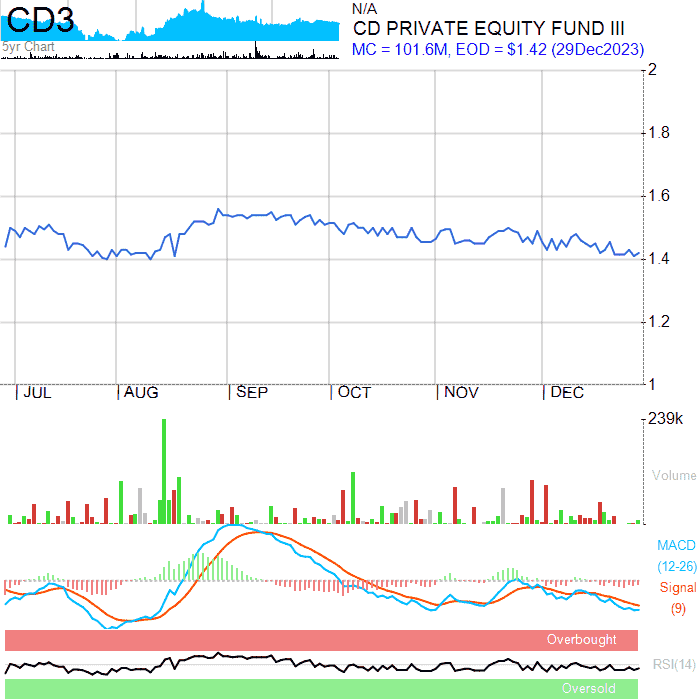 CD3
5yr Chart
N/A
CD PRIVATE EQUITY FUND III
MC = 101.6M, EOD = $1.42 (29Dec2023)
2
1.8
1.6
1.4
1.2
1
JUL AUG SEP OCT NOV DEC
239k
Volume
MACD
(12-26)
Signal
(9)
Overbought
RSI(14)
Oversold